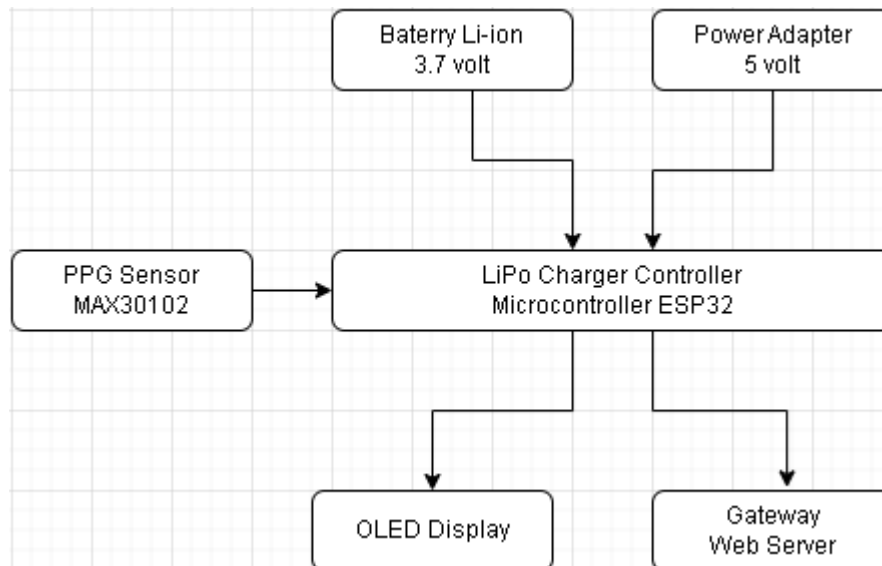 Baterry Li-ion
3.7 volt
Power Adapter
5 volt
PPG Sensor
MAX30102
LiPo Charger Controller
Microcontroller ESP32
OLED Display
Gateway
Web Server